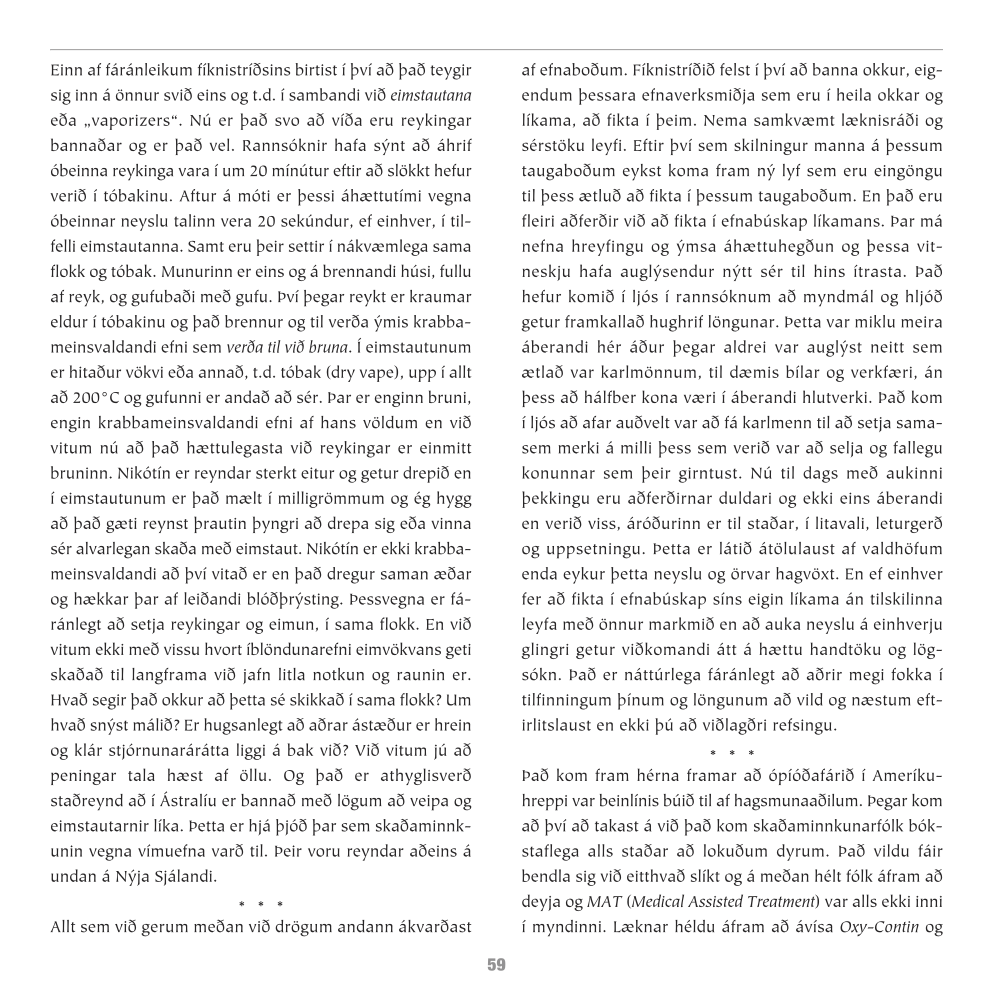 Einn af fáránleikum fíknistríðsins birtist í því að það teygir
sig inn á önnur svið eins og t.d. í sambandi við eimstautana
eða „vaporizers“. Nú er það svo að víða eru reykingar
bannaðar og er það vel. Rannsóknir hafa sýnt að áhrif
óbeinna reykinga vara í um 20 mínútur eftir að slökkt hefur
verið í tóbakinu. Aftur á móti er þessi áhættutími vegna
óbeinnar neyslu talinn vera 20 sekúndur, ef einhver, í til-
felli eimstautanna. Samt eru þeir settir í nákvæmlega sama
flokk og tóbak. Munurinn er eins og á brennandi húsi, fullu
af reyk, og gufubaði með gufu. Því þegar reykt er kraumar
eldur í tóbakinu og það brennur og til verða ýmis krabba-
meinsvaldandi efni sem verða til við bruna. Í eimstautunum
er hitaður vökvi eða annað, t.d. tóbak (dry vape), upp í allt
að 200°C og gufunni er andað að sér. Þar er enginn bruni,
engin krabbameinsvaldandi efni af hans völdum en við
vitum nú að það hættulegasta við reykingar er einmitt
bruninn. Nikótín er reyndar sterkt eitur og getur drepið en
í eimstautunum er það mælt í milligrömmum og ég hygg
að það gæti reynst þrautin þyngri að drepa sig eða vinna
sér alvarlegan skaða með eimstaut. Nikótín er ekki krabba-
meinsvaldandi að því vitað er en það dregur saman æðar
og hækkar þar af leiðandi blóðþrýsting. Þessvegna er fá-
ránlegt að setja reykingar og eimun, í sama flokk. En við
vitum ekki með vissu hvort íblöndunarefni eimvökvans geti
skaðað til langframa við jafn litla notkun og raunin er.
Hvað segir það okkur að þetta sé skikkað í sama flokk? Um
hvað snýst málið? Er hugsanlegt að aðrar ástæður er hrein
og klár stjórnunarárátta liggi á bak við? Við vitum jú að
peningar tala hæst af öllu. Og það er athyglisverð
staðreynd að í Ástralíu er bannað með lögum að veipa og
eimstautarnir líka. Þetta er hjá þjóð þar sem skaðaminnk-
unin vegna vímuefna varð til. Þeir voru reyndar aðeins á
undan á Nýja Sjálandi.
* * *
Allt sem við gerum meðan við drögum andann ákvarðast
af efnaboðum. Fíknistríðið felst í því að banna okkur, eig-
endum þessara efnaverksmiðja sem eru í heila okkar og
líkama, að fikta í þeim. Nema samkvæmt læknisráði og
sérstöku leyfi. Eftir því sem skilningur manna á þessum
taugaboðum eykst koma fram ný lyf sem eru eingöngu
til þess ætluð að fikta í þessum taugaboðum. En það eru
fleiri aðferðir við að fikta í efnabúskap líkamans. Þar má
nefna hreyfingu og ýmsa áhættuhegðun og þessa vit-
neskju hafa auglýsendur nýtt sér til hins ítrasta. Það
hefur komið í ljós í rannsóknum að myndmál og hljóð
getur framkallað hughrif löngunar. Þetta var miklu meira
áberandi hér áður þegar aldrei var auglýst neitt sem
ætlað var karlmönnum, til dæmis bílar og verkfæri, án
þess að hálfber kona væri í áberandi hlutverki. Það kom
í ljós að afar auðvelt var að fá karlmenn til að setja sama-
sem merki á milli þess sem verið var að selja og fallegu
konunnar sem þeir girntust. Nú til dags með aukinni
þekkingu eru aðferðirnar duldari og ekki eins áberandi
en verið viss, áróðurinn er til staðar, í litavali, leturgerð
og uppsetningu. Þetta er látið átölulaust af valdhöfum
enda eykur þetta neyslu og örvar hagvöxt. En ef einhver
fer að fikta í efnabúskap síns eigin líkama án tilskilinna
leyfa með önnur markmið en að auka neyslu á einhverju
glingri getur viðkomandi átt á hættu handtöku og lög-
sókn. Það er náttúrlega fáránlegt að aðrir megi fokka í
tilfinningum þínum og löngunum að vild og næstum eft-
irlitslaust en ekki þú að viðlagðri refsingu.
* * *
Það kom fram hérna framar að ópíóðafárið í Ameríku-
hreppi var beinlínis búið til af hagsmunaaðilum. Þegar kom
að því að takast á við það kom skaðaminnkunarfólk bók-
staflega alls staðar að lokuðum dyrum. Það vildu fáir
bendla sig við eitthvað slíkt og á meðan hélt fólk áfram að
deyja og MAT (Medical Assisted Treatment) var alls ekki inni
í myndinni. Læknar héldu áfram að ávísa Oxy-Contin og
59